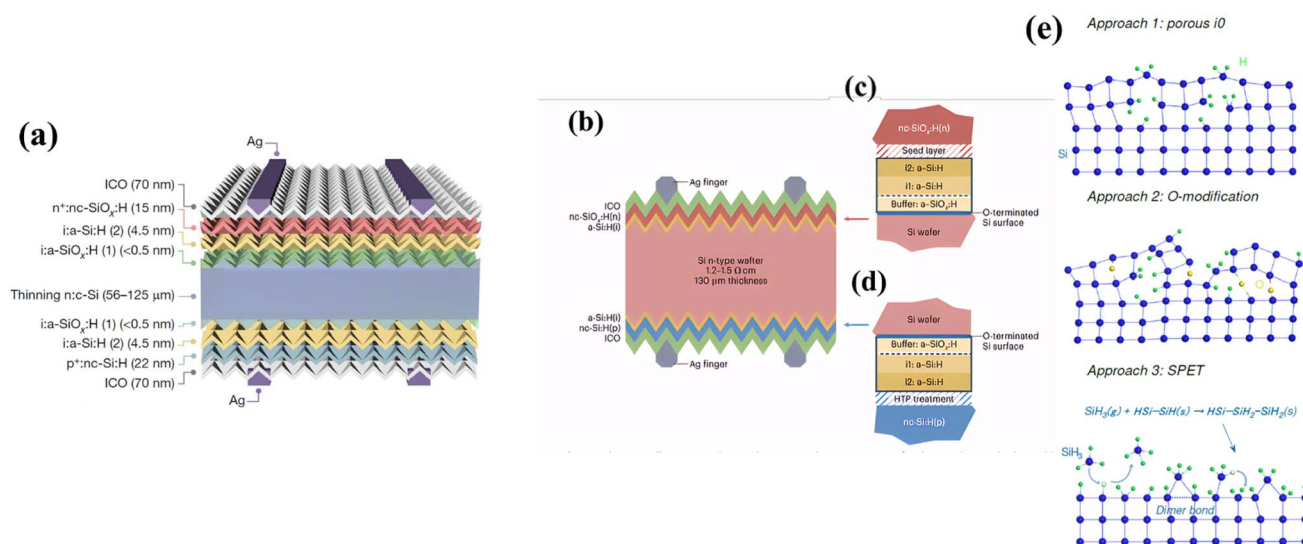 (a)
Ag
ICO (70 nm)
n⁺:nc-SiOₓ:H (15 nm)
i:a-Si:H (2) (4.5 nm)
i:a-SiOₓ:H (1) (<0.5 nm)
Thinning n:c-Si (56–125 μm)
i:a-SiOₓ:H (1) (<0.5 nm)
i:a-Si:H (2) (4.5 nm)
p⁺:nc-Si:H (22 nm)
ICO (70 nm)
Ag
(b)
Ag finger
ICO
nc-SiOₓ:H(n)
a-Si:H(i)
Si n-type wafter
1.2–1.5 Ω cm
130 μm thickness
a-Si:H(i)
nc-Si:H(p)
ICO
Ag finger
(c)
nc-SiOₓ:H(n)
Seed layer
i2: a-Si:H
i1: a-Si:H
Buffer: a-SiOₓ:H
O-terminated
Si surface
Si wafer
(d)
Si wafer
O-terminated
Si surface
Buffer: a-SiOₓ:H
i1: a-Si:H
i2: a-Si:H
HTP treatment
nc-Si:H(p)
(e)
Approach 1: porous i0
H
Si
Approach 2: O-modification
O
Approach 3: SPET
SiH₃(g) + HSi–SiH(s) → HSi–SiH₂–SiH₂(s)
SiH₃
Dimer bond